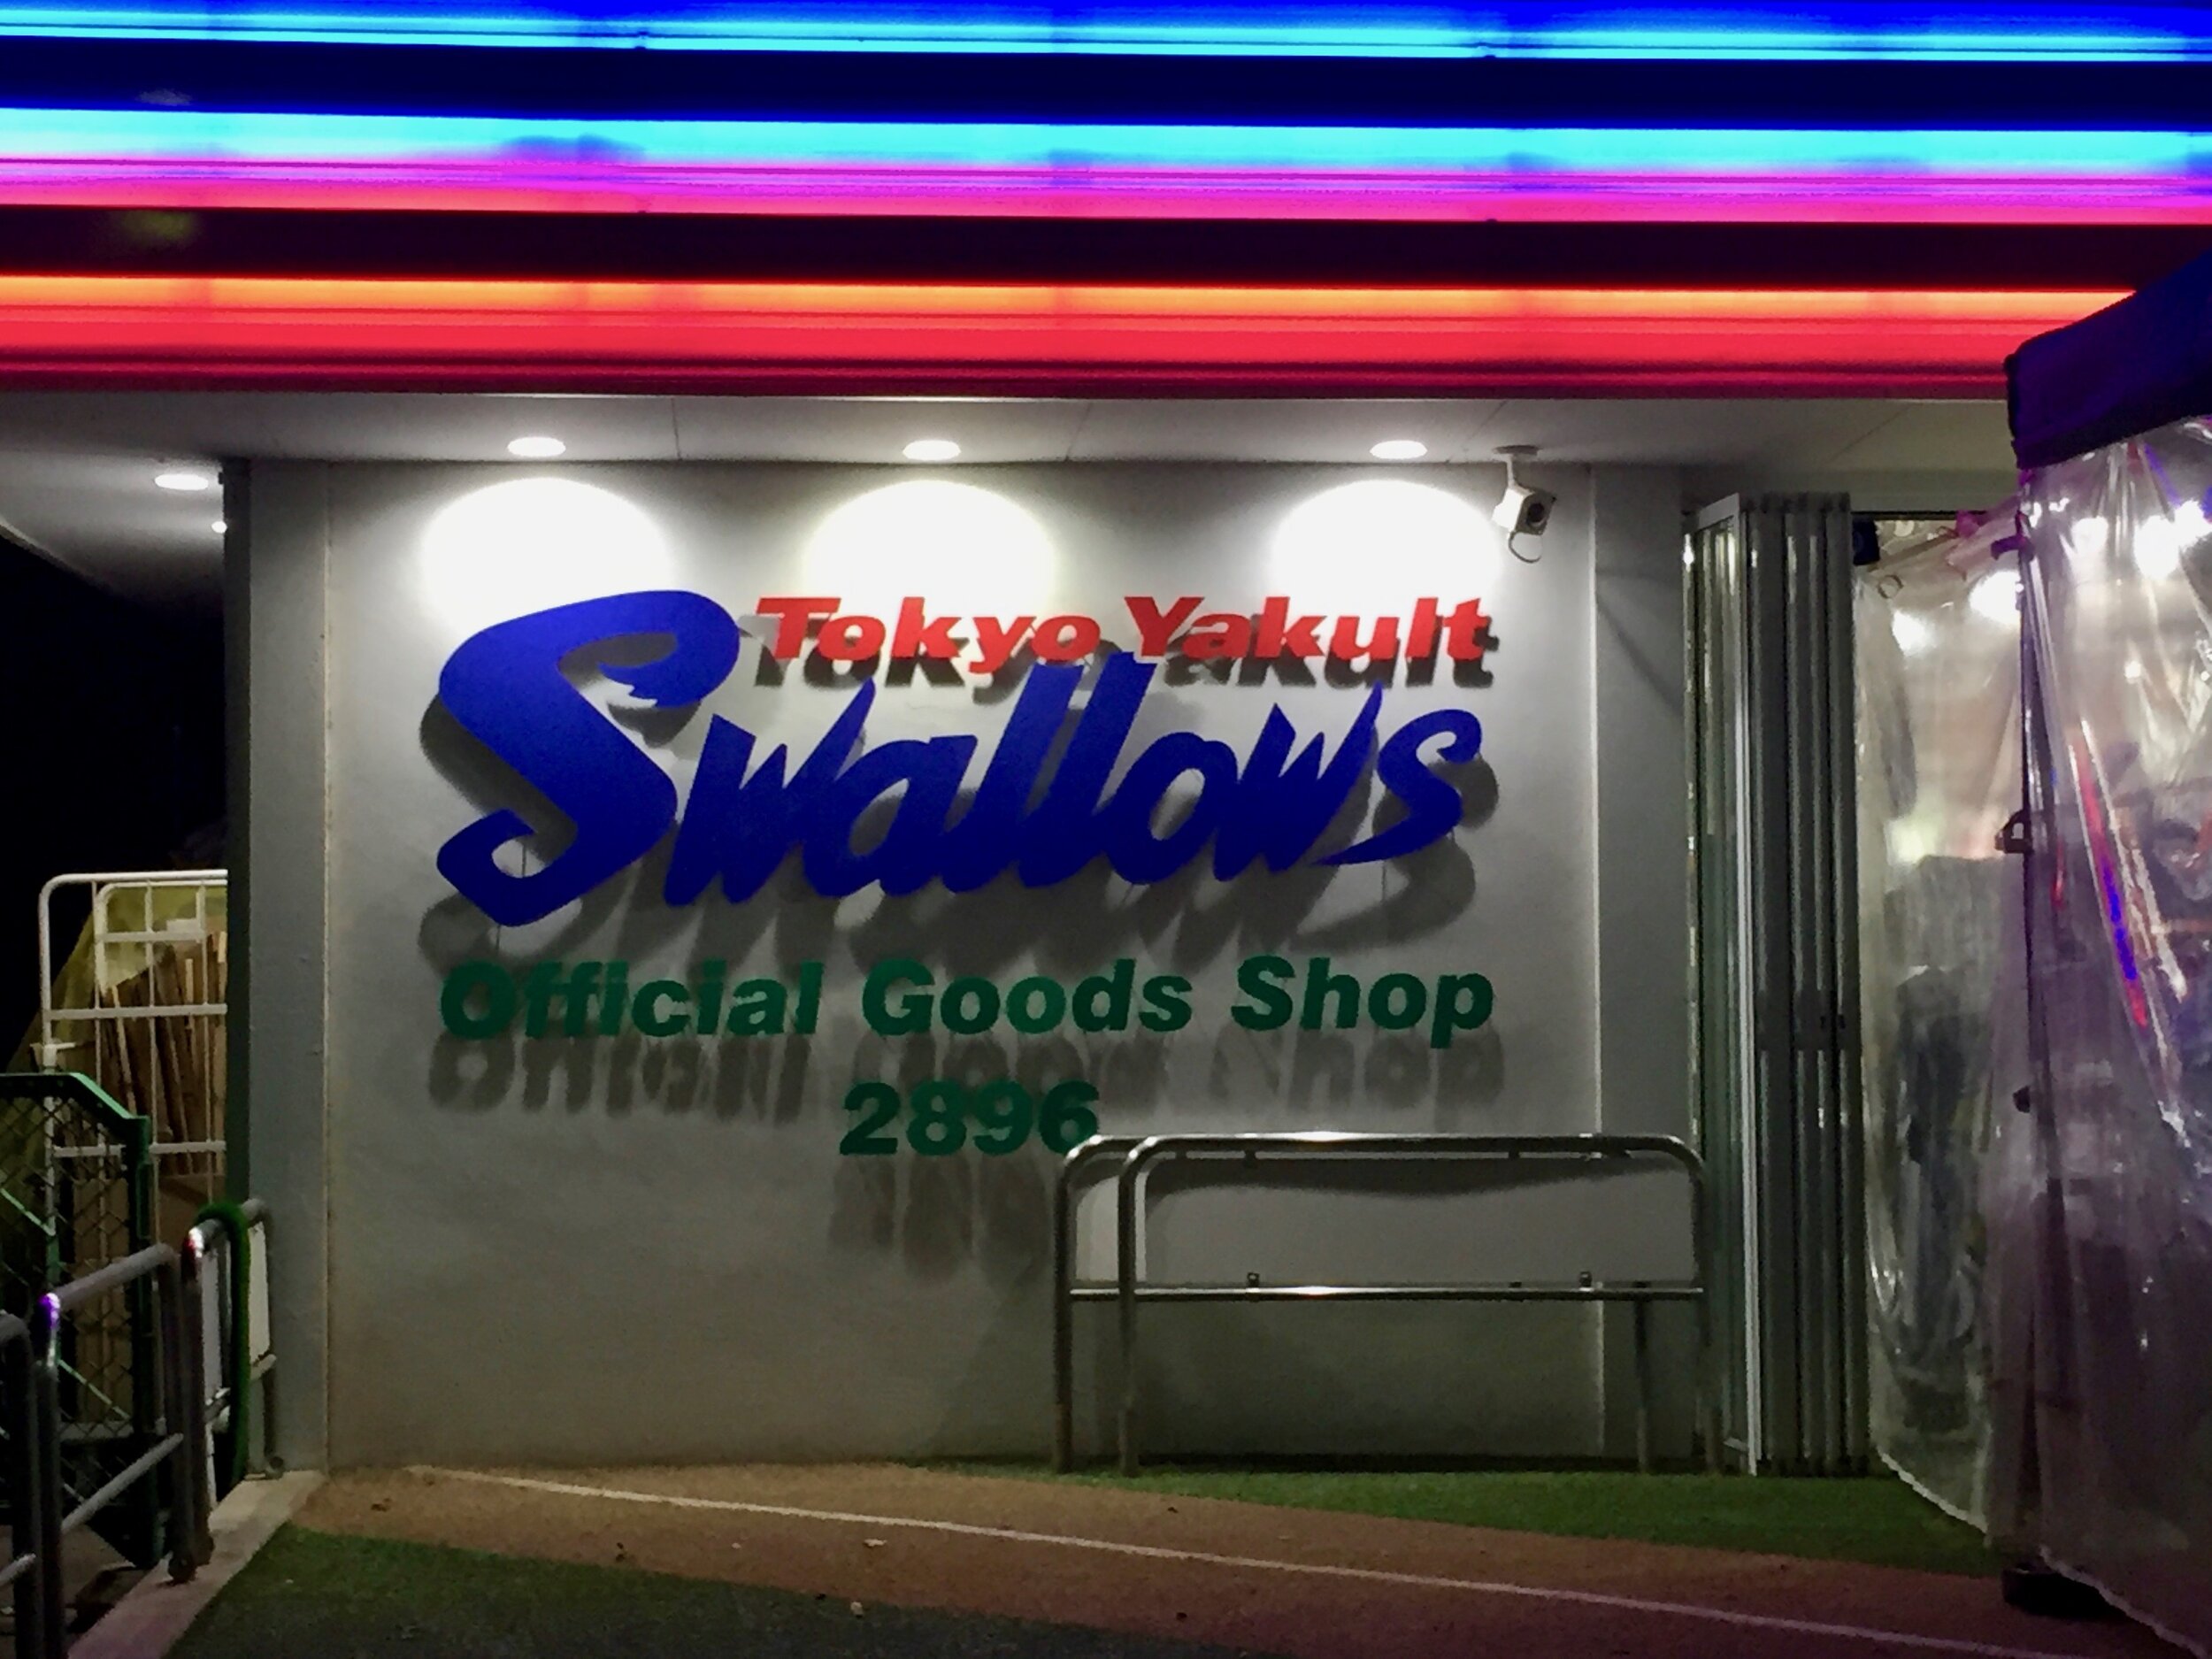 Tokyo Yakult
Swallows
Official Goods Shop
2896